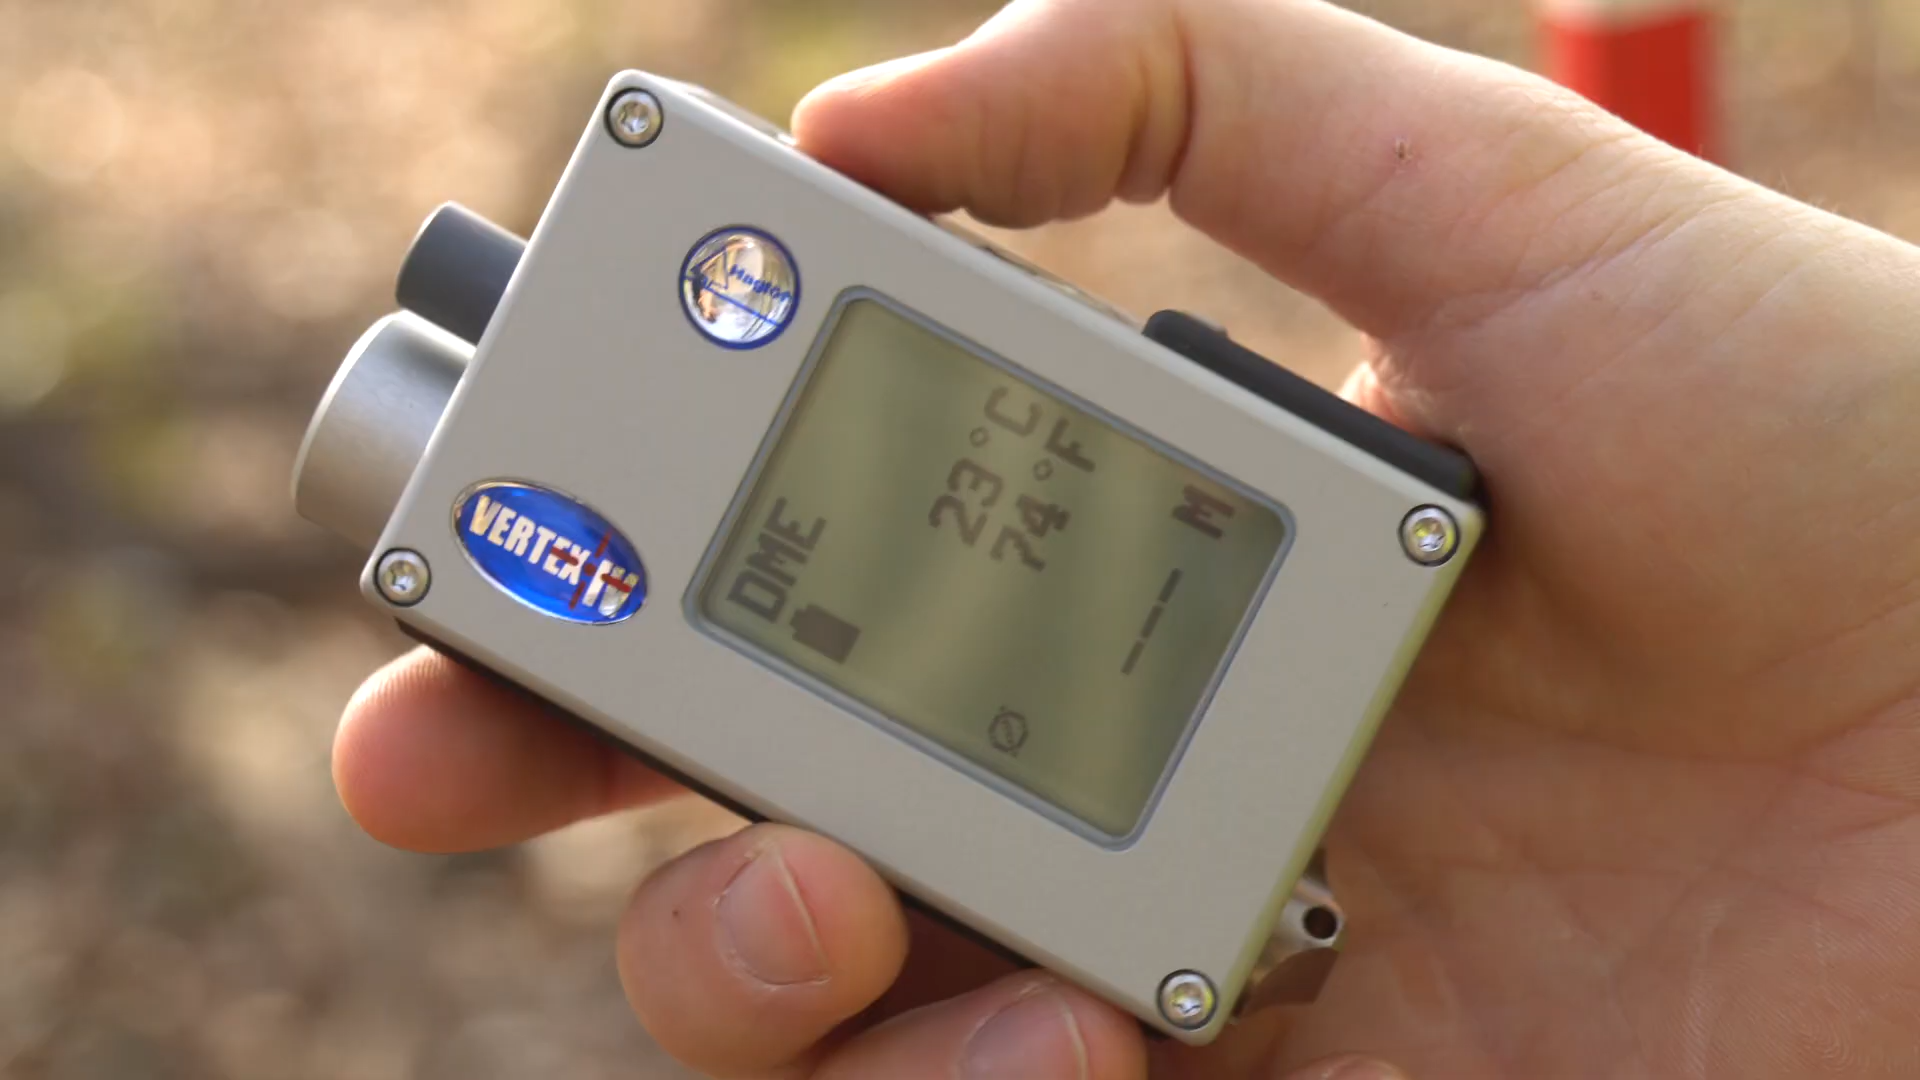 Haglöf
VERTEX IV
DME
23°C
74°F
--- M